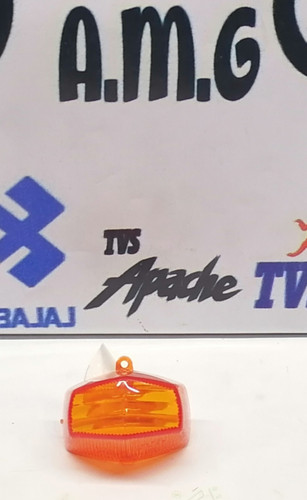 A.M.G
TVS
Apache
TV
BAJAJ